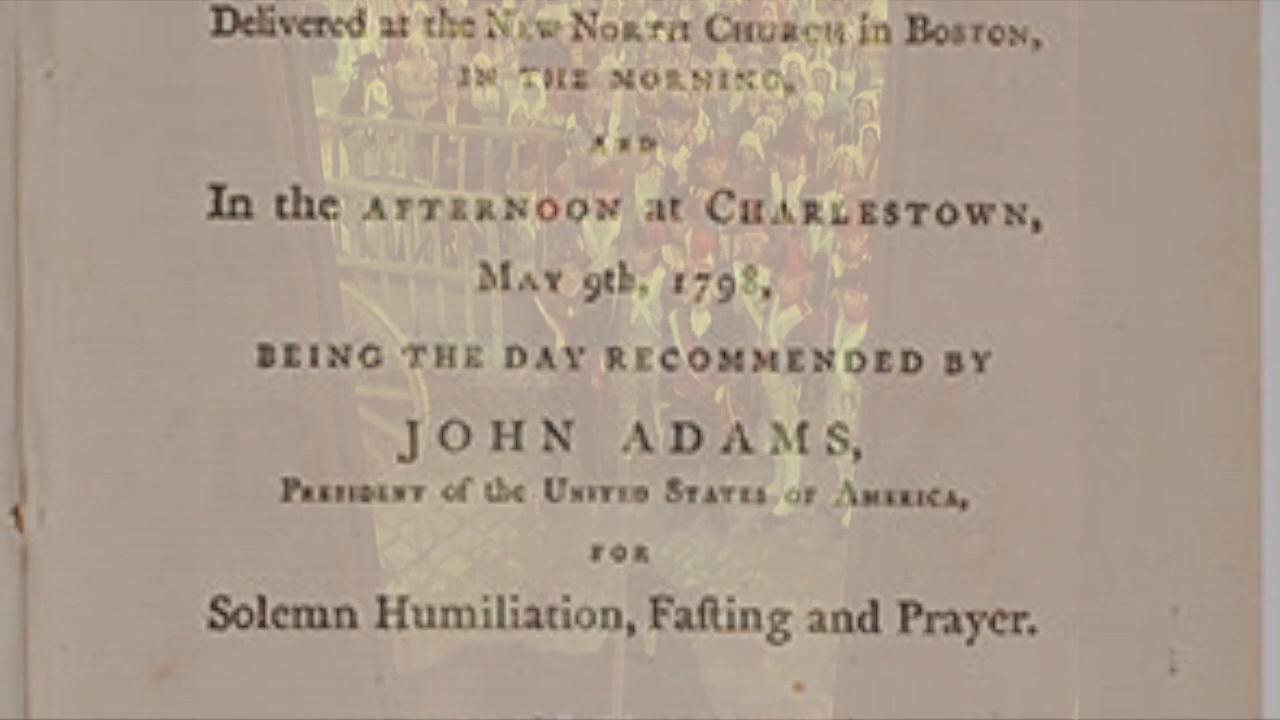 Delivered at the New North Church in Boston,
IN THE MORNING,
AND
In the AFTERNOON at CHARLESTOWN,
May 9th, 1798,
BEING THE DAY RECOMMENDED BY
JOHN ADAMS,
President of the United States of America,
FOR
Solemn Humiliation, Faſting and Prayer.